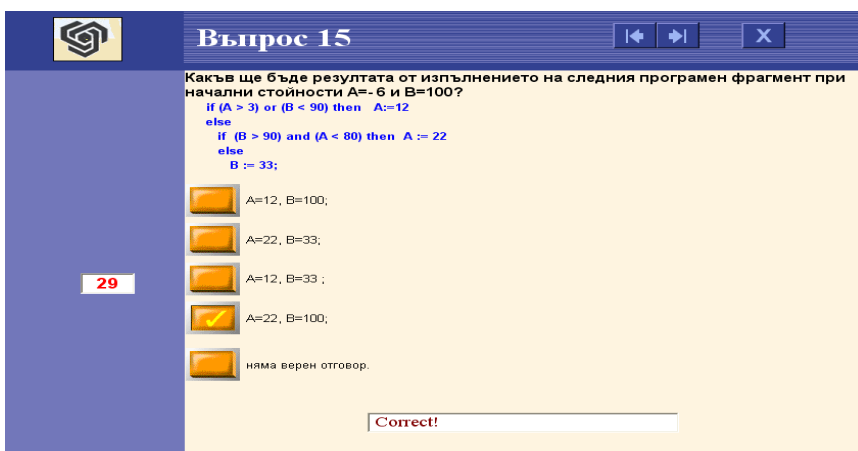 Въпрос 15
X
Какъв ще бъде резултата от изпълнението на следния програмен фрагмент при
начални стойности A=- 6 и B=100?
if (A > 3) or (B < 90) then A:=12
else
if (B > 90) and (A < 80) then A := 22
else
B := 33;
A=12, B=100;
A=22, B=33;
A=12, B=33 ;
29
A=22, B=100;
няма верен отговор.
Correct!